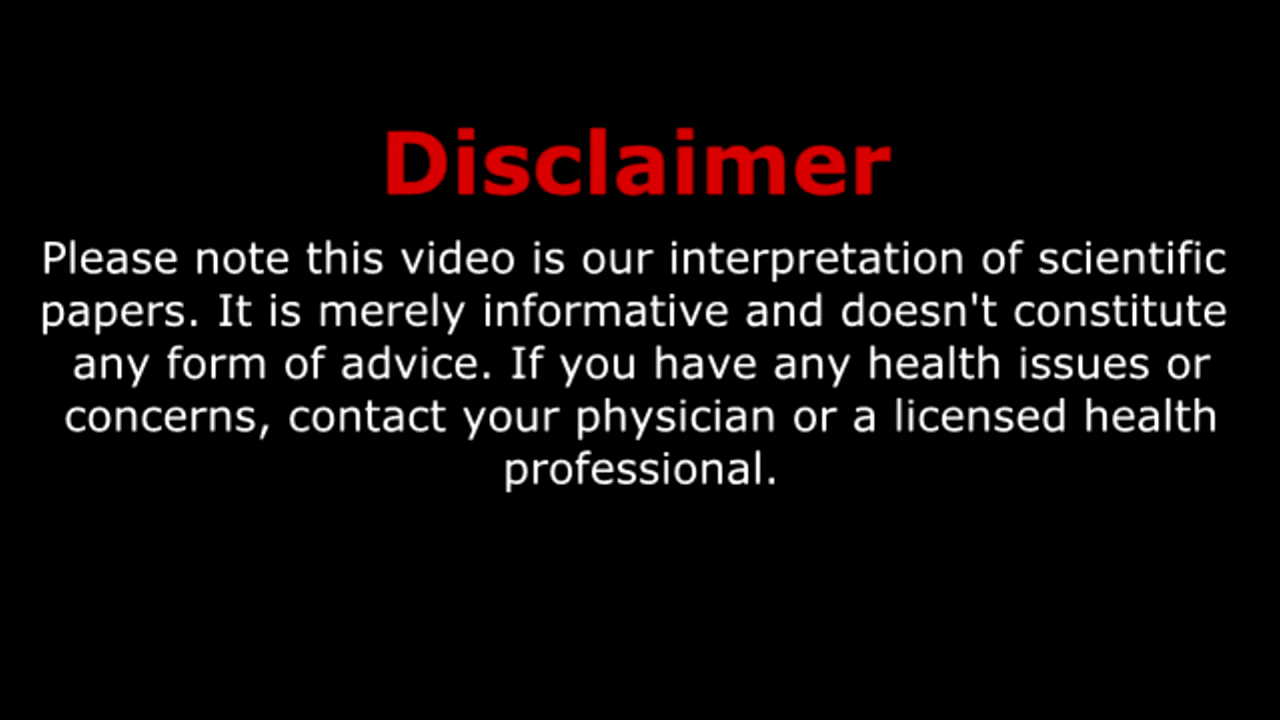 Disclaimer
Please note this video is our interpretation of scientific
papers. It is merely informative and doesn't constitute
any form of advice. If you have any health issues or
concerns, contact your physician or a licensed health
professional.